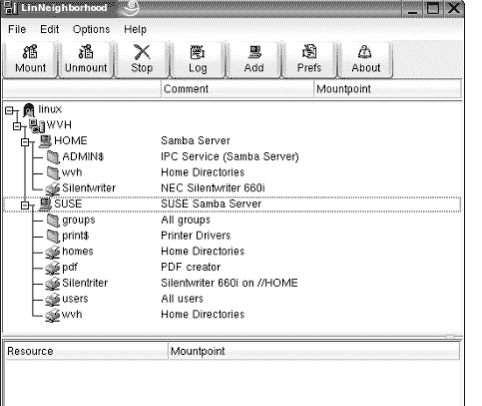 LinNeighborhood
File Edit Options Help
Mount Unmount Stop Log Add Prefs About
Comment Mountpoint
linux
WVH
HOME Samba Server
ADMIN$ IPC Service (Samba Server)
wvh Home Directories
Silentwriter NEC Silentwriter 660i
SUSE SUSE Samba Server
groups All groups
print$ Printer Drivers
homes Home Directories
pdf PDF creator
Silentriter Silentwriter 660i on //HOME
users All users
wvh Home Directories
Resource Mountpoint